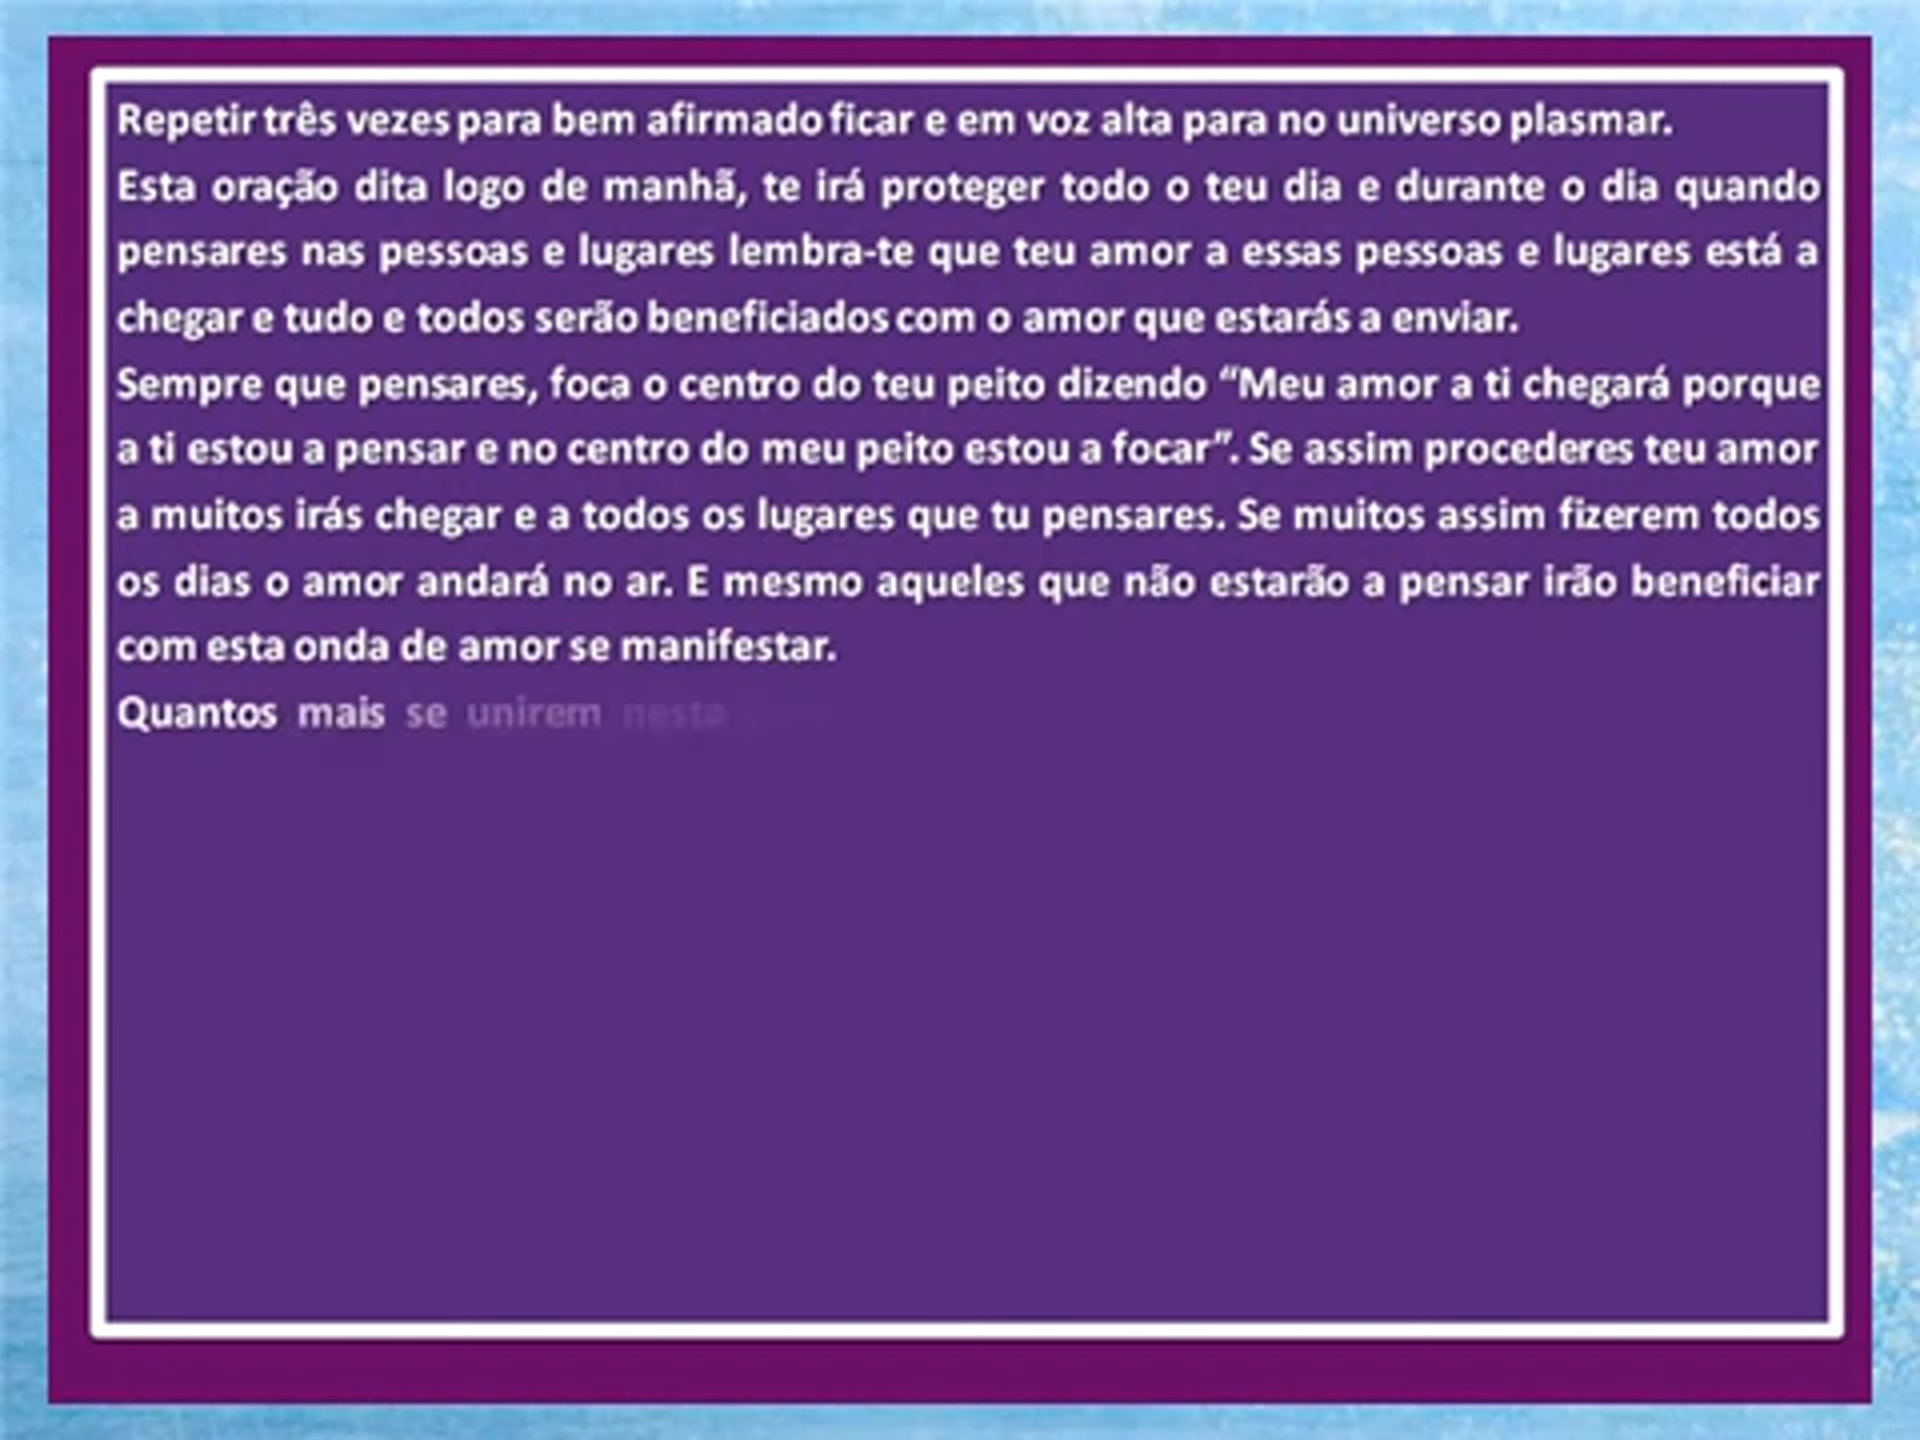 Repetir três vezes para bem afirmado ficar e em voz alta para no universo plasmar.
Esta oração dita logo de manhã, te irá proteger todo o teu dia e durante o dia quando
pensares nas pessoas e lugares lembra-te que teu amor a essas pessoas e lugares está a
chegar e tudo e todos serão beneficiados com o amor que estarás a enviar.
Sempre que pensares, foca o centro do teu peito dizendo “Meu amor a ti chegará porque
a ti estou a pensar e no centro do meu peito estou a focar”. Se assim procederes teu amor
a muitos irás chegar e a todos os lugares que tu pensares. Se muitos assim fizerem todos
os dias o amor andará no ar. E mesmo aqueles que não estarão a pensar irão beneficiar
com esta onda de amor se manifestar.
Quantos mais se unirem nesta